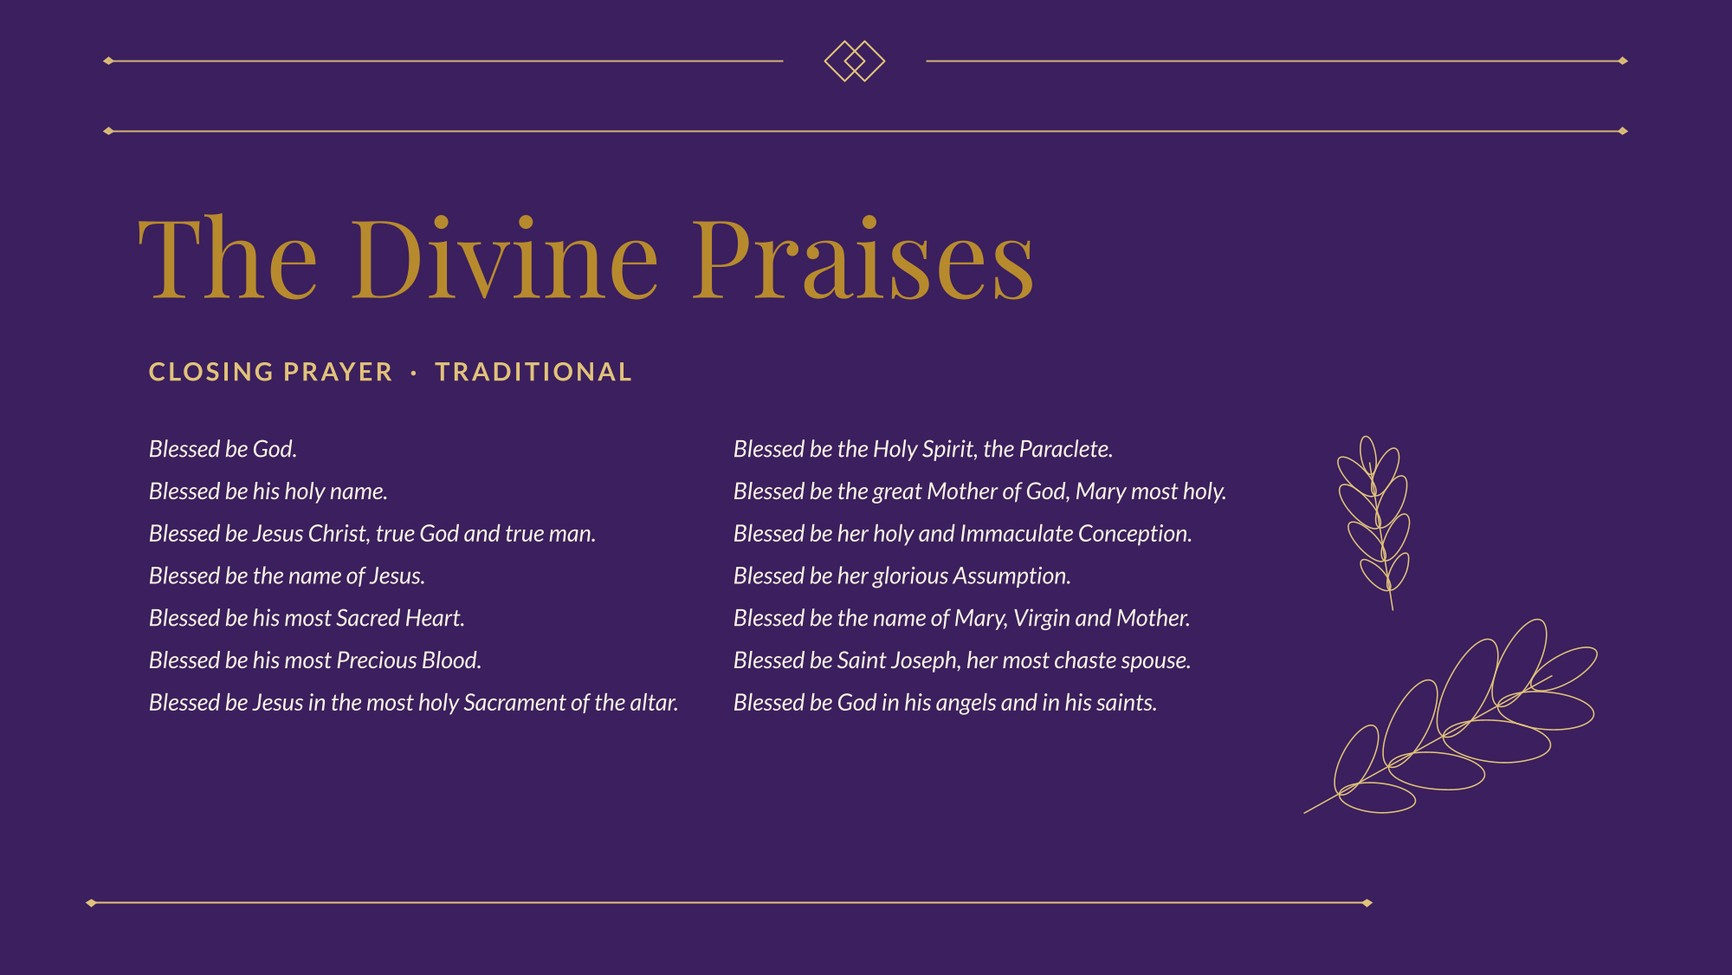 The Divine Praises
CLOSING PRAYER · TRADITIONAL
Blessed be God.
Blessed be his holy name.
Blessed be Jesus Christ, true God and true man.
Blessed be the name of Jesus.
Blessed be his most Sacred Heart.
Blessed be his most Precious Blood.
Blessed be Jesus in the most holy Sacrament of the altar.
Blessed be the Holy Spirit, the Paraclete.
Blessed be the great Mother of God, Mary most holy.
Blessed be her holy and Immaculate Conception.
Blessed be her glorious Assumption.
Blessed be the name of Mary, Virgin and Mother.
Blessed be Saint Joseph, her most chaste spouse.
Blessed be God in his angels and in his saints.